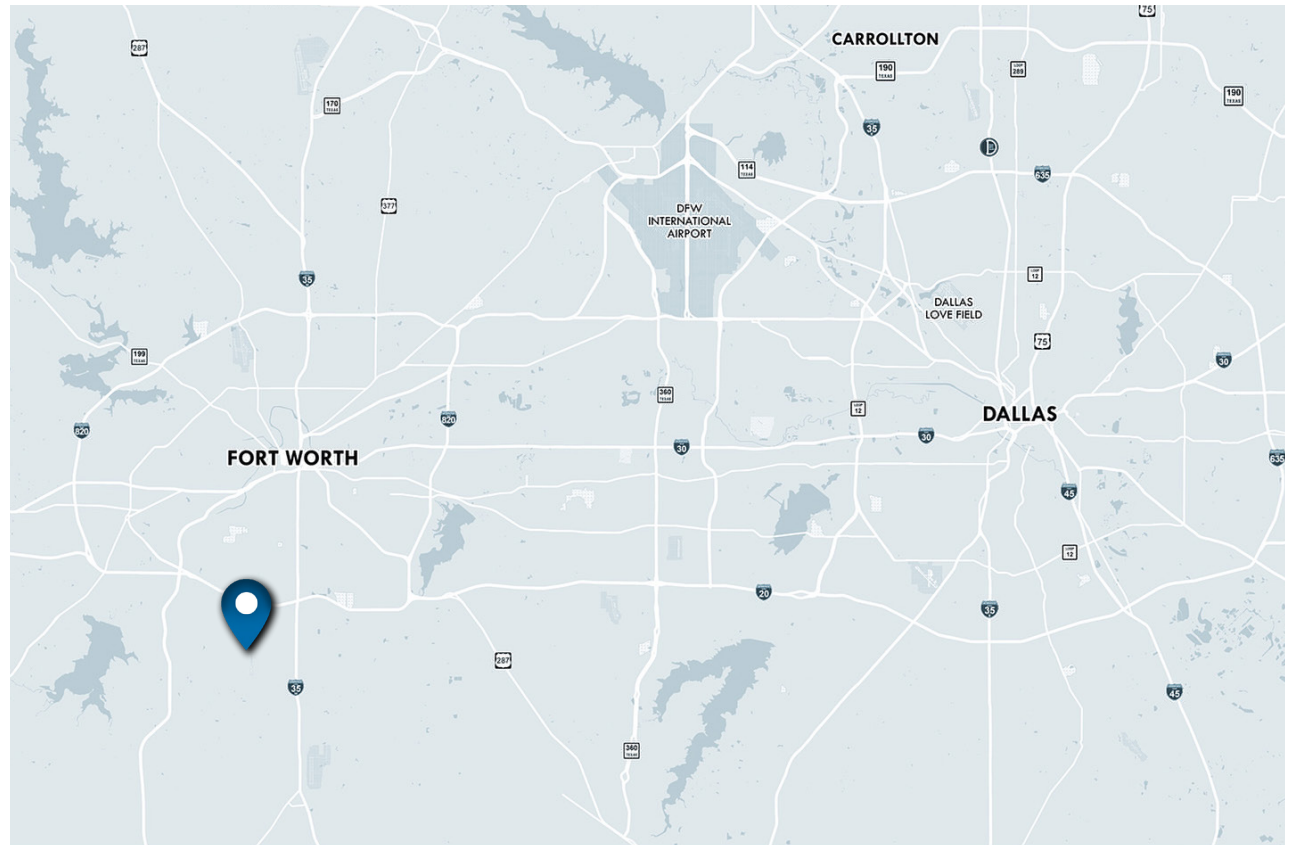 75
CARROLLTON
287
190
TEXAS
LOOP
289
190
TEXAS
170
TEXAS
35
D
114
TEXAS
635
377
DFW
INTERNATIONAL
AIRPORT
35
LOOP
12
DALLAS
LOVE FIELD
75
199
TEXAS
30
360
TEXAS
LOOP
12
DALLAS
820
820
30
30
FORT WORTH
635
45
LOOP
12
20
35
287
35
45
360
TEXAS